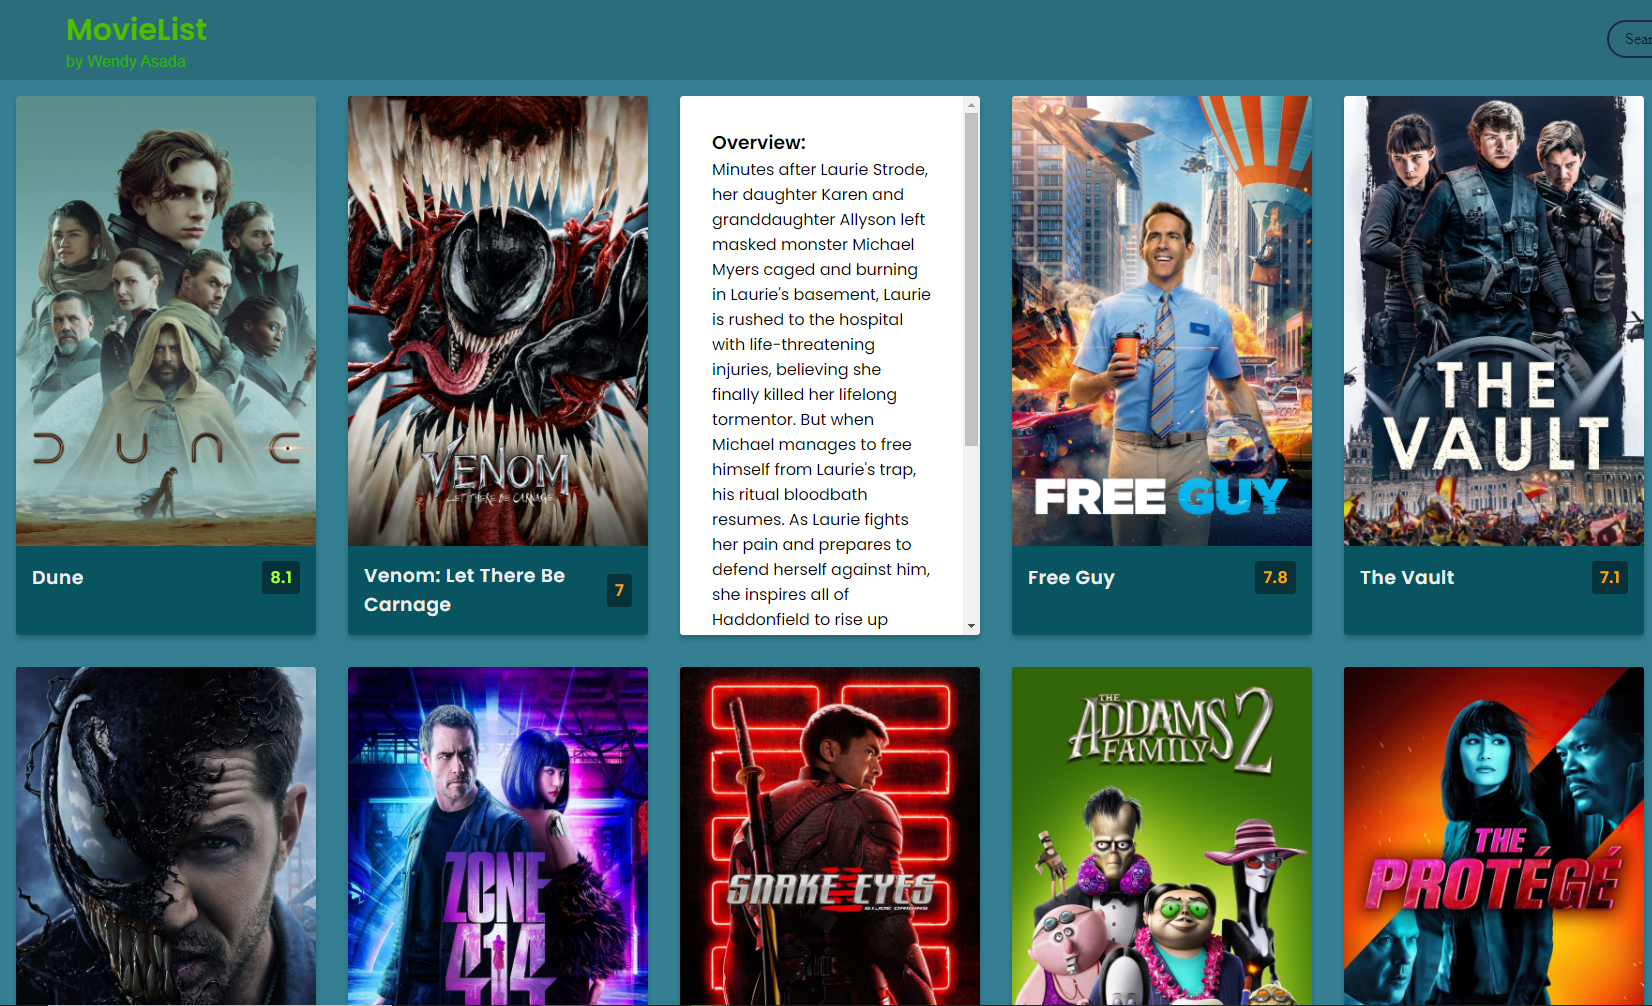 MovieList
by Wendy Asada
Sear
DUNE
VENOM
LET THERE BE CARNAGE
Overview:
Minutes after Laurie Strode,
her daughter Karen and
granddaughter Allyson left
masked monster Michael
Myers caged and burning
in Laurie's basement, Laurie
is rushed to the hospital
with life-threatening
injuries, believing she
finally killed her lifelong
tormentor. But when
Michael manages to free
himself from Laurie's trap,
his ritual bloodbath
resumes. As Laurie fights
her pain and prepares to
defend herself against him,
she inspires all of
Haddonfield to rise up
FREE GUY
THE
VAULT
Dune
8.1
Venom: Let There Be
Carnage
7
Free Guy
7.8
The Vault
7.1
ZONE
414
SNAKE EYES
G.I. JOE ORIGINS
THE
ADDAMS
FAMILY 2
THE
PROTÉGÉ